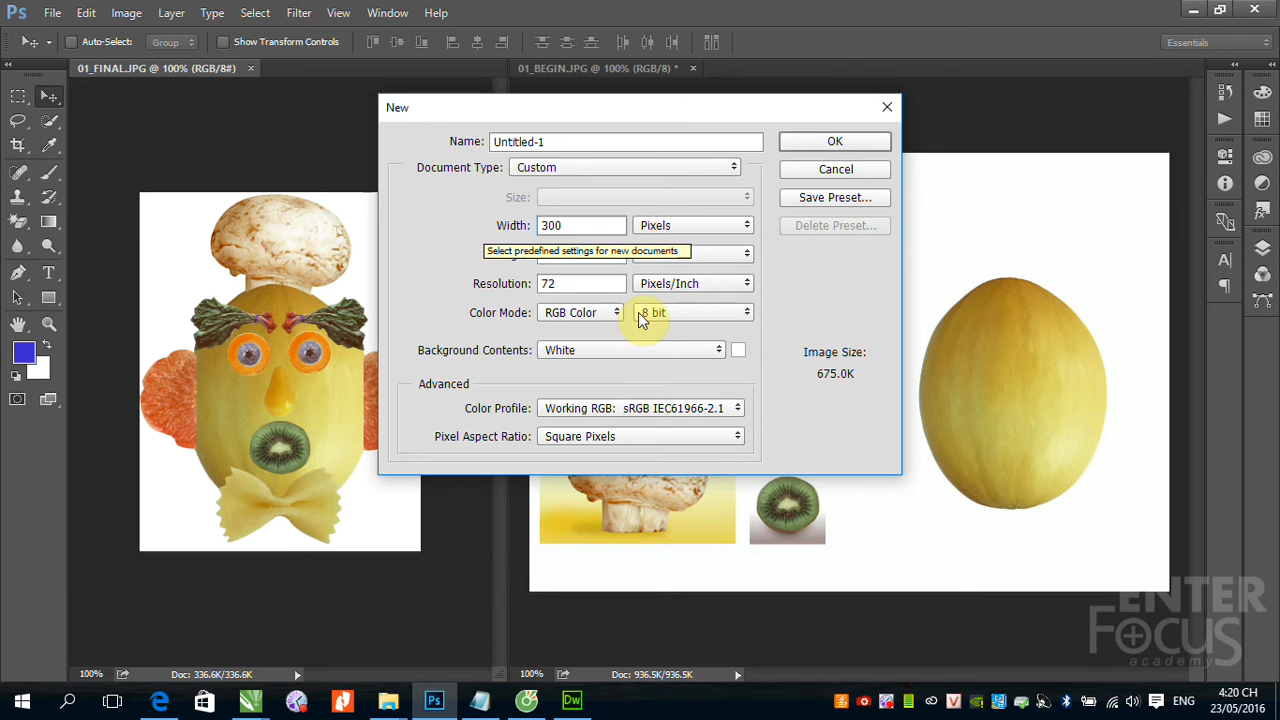 Ps File Edit Image Layer Type Select Filter View Window Help
Auto-Select: Group Show Transform Controls Essentials
01_FINAL.JPG @ 100% (RGB/8#) × 01_BEGIN.JPG @ 100% (RGB/8) * ×
New
Name: Untitled-1 OK
Document Type: Custom Cancel
Size: Save Preset...
Width: 300 Pixels Delete Preset...
Select predefined settings for new documents
Resolution: 72 Pixels/Inch
Color Mode: RGB Color 8 bit
Background Contents: White
Image Size:
675.0K
Advanced
Color Profile: Working RGB: sRGB IEC61966-2.1
Pixel Aspect Ratio: Square Pixels
ENTER
FOCUS
academy
100% Doc: 336.6K/336.6K 100% Doc: 936.5K/936.5K
ENG
4:20 CH
23/05/2016